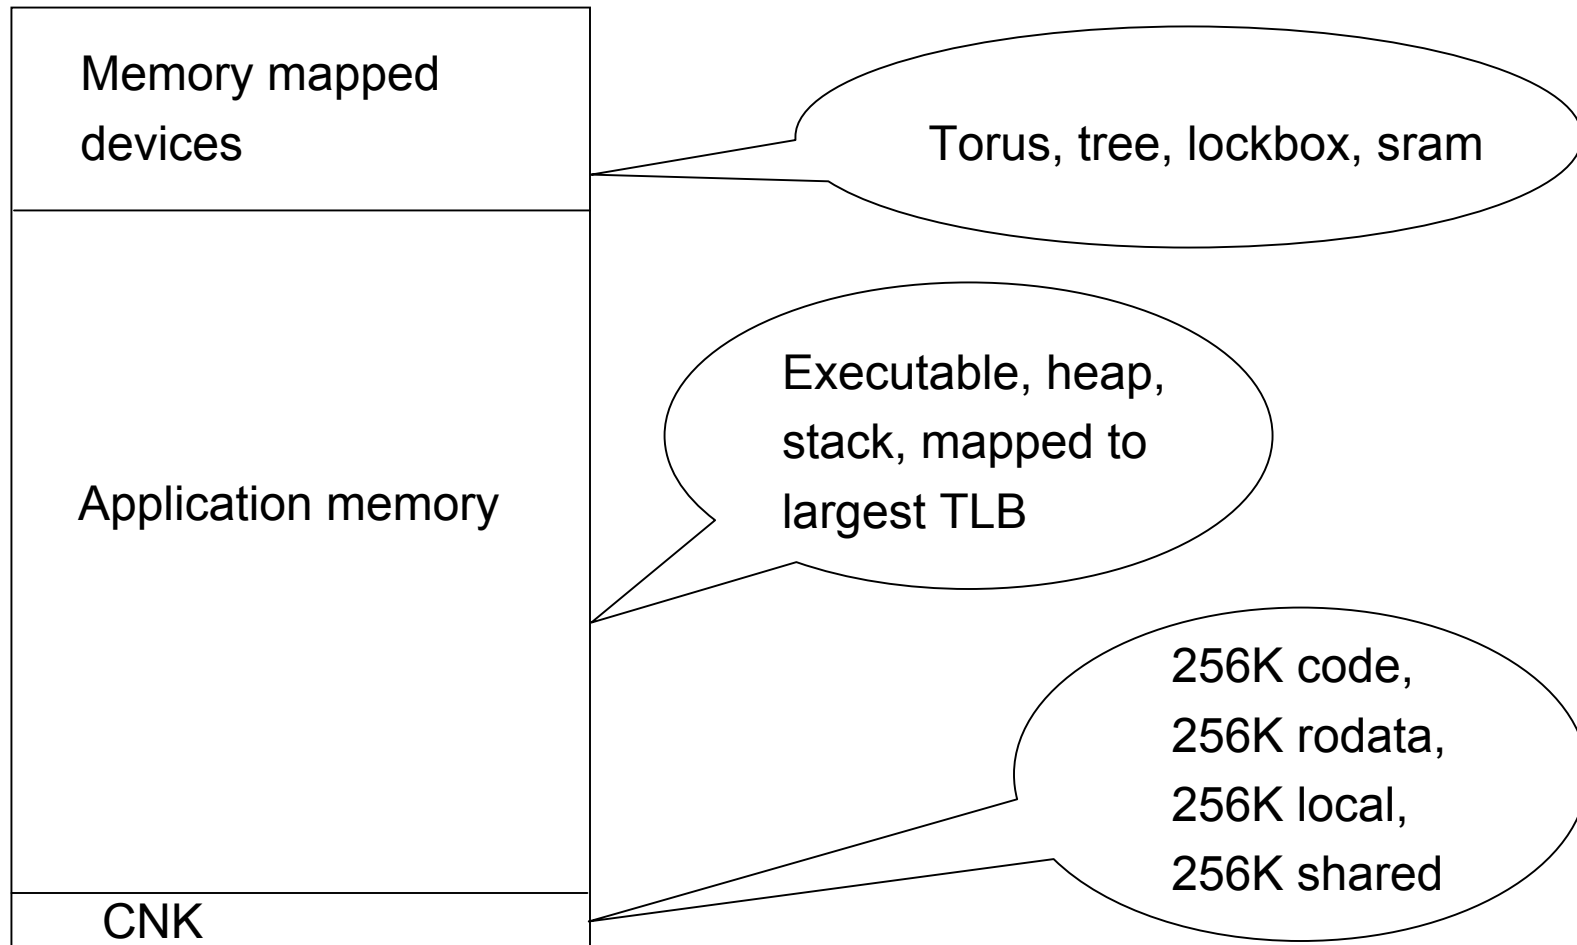 Memory mapped
devices
Torus, tree, lockbox, sram
Executable, heap,
stack, mapped to
largest TLB
Application memory
256K code,
256K rodata,
256K local,
256K shared
CNK